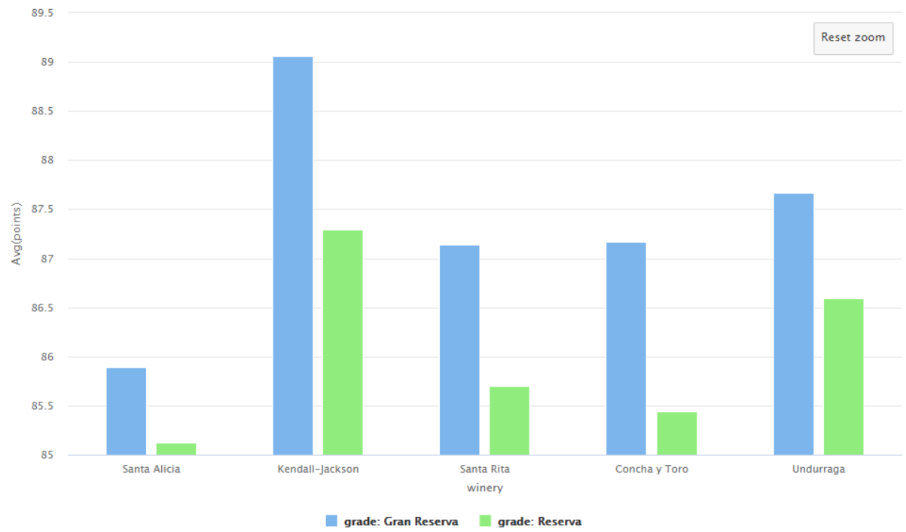 89.5
Reset zoom
89
88.5
88
87.5
Avg(points)
87
86.5
86
85.5
85
Santa Alicia Kendall-Jackson Santa Rita Concha y Toro Undurraga
winery
grade: Gran Reserva grade: Reserva